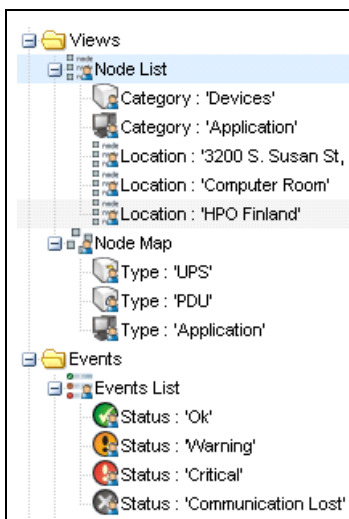 Views
Node List
Category : 'Devices'
Category : 'Application'
Location : '3200 S. Susan St,
Location : 'Computer Room'
Location : 'HPO Finland'
Node Map
Type : 'UPS'
Type : 'PDU'
Type : 'Application'
Events
Events List
Status : 'Ok'
Status : 'Warning'
Status : 'Critical'
Status : 'Communication Lost'